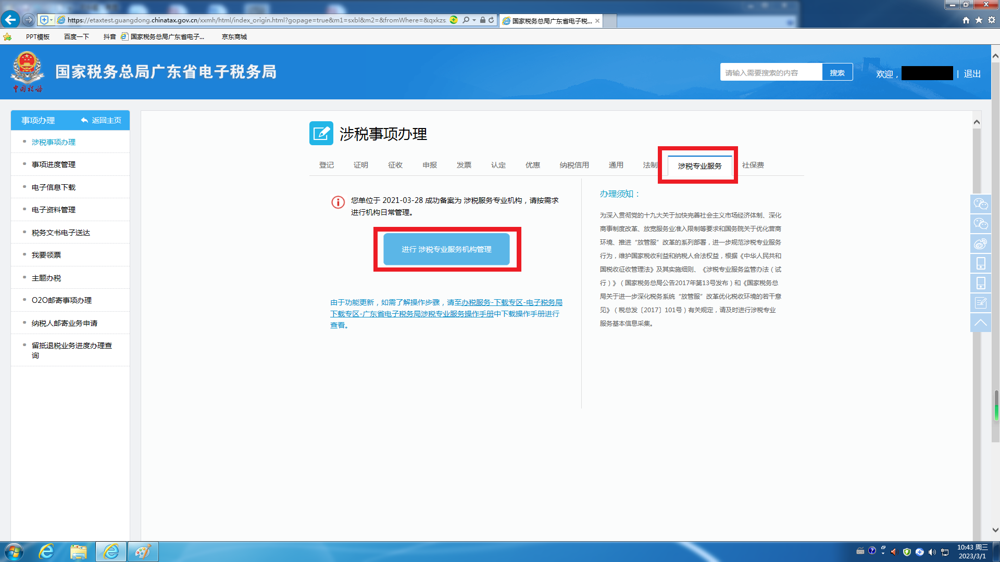 https://etaxtest.guangdong.chinatax.gov.cn/xxmh/html/index_origin.html?gopage=true&m1=sxbl&m2=&fromWhere=&qxkzs
国家税务总局广东省电子税...
PPT模板
百度一下
抖音
国家税务总局广东省电子...
京东商城
中国税务
国家税务总局广东省电子税务局
请输入需要搜索的内容
搜索
欢迎，
| 退出
事项办理
返回主页
涉税事项办理
事项进度管理
电子信息下载
电子资料管理
税务文书电子送达
我要领票
主题办税
O2O邮寄事项办理
纳税人邮寄业务申请
留抵退税业务进度办理查
询
涉税事项办理
登记
证明
征收
申报
发票
认定
优惠
纳税信用
通用
法制
涉税专业服务
社保费
您单位于 2021-03-28 成功备案为 涉税服务专业机构，请按需求
进行机构日常管理。
进行 涉税专业服务机构管理
由于功能更新，如需了解操作步骤，请至办税服务-下载专区-电子税务局
下载专区-广东省电子税务局涉税专业服务操作手册中下载操作手册进行
查看。
办理须知：
为深入贯彻党的十九大关于加快完善社会主义市场经济体制、深化
商事制度改革、放宽服务业准入限制等要求和国务院关于优化营商
环境、推进“放管服”改革的系列部署，进一步规范涉税专业服务
行为，维护国家税收利益和纳税人合法权益，根据《中华人民共和
国税收征收管理法》及其实施细则、《涉税专业服务监管办法（试
行）》（国家税务总局公告2017年第13号发布）和《国家税务总
局关于进一步深化税务系统“放管服”改革优化税收环境的若干意
见》（税总发〔2017〕101号）有关规定，请及时进行涉税专业
服务基本信息采集。
10:43 周三
2023/3/1